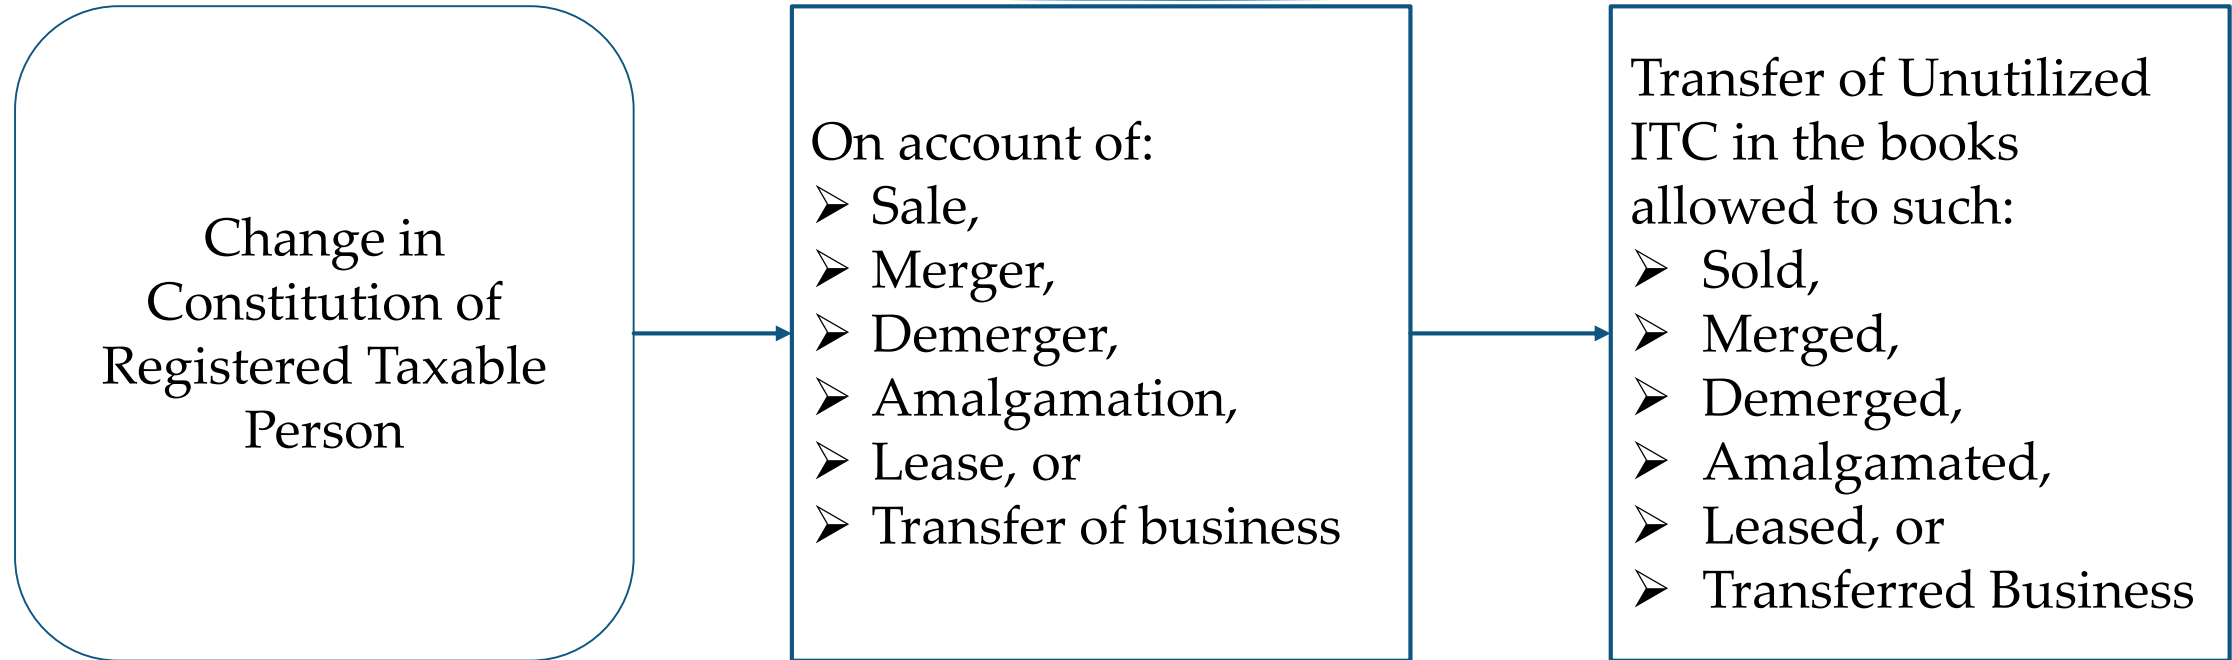 Change in
Constitution of
Registered Taxable
Person
On account of:
➢ Sale,
➢ Merger,
➢ Demerger,
➢ Amalgamation,
➢ Lease, or
➢ Transfer of business
Transfer of Unutilized
ITC in the books
allowed to such:
➢ Sold,
➢ Merged,
➢ Demerged,
➢ Amalgamated,
➢ Leased, or
➢ Transferred Business